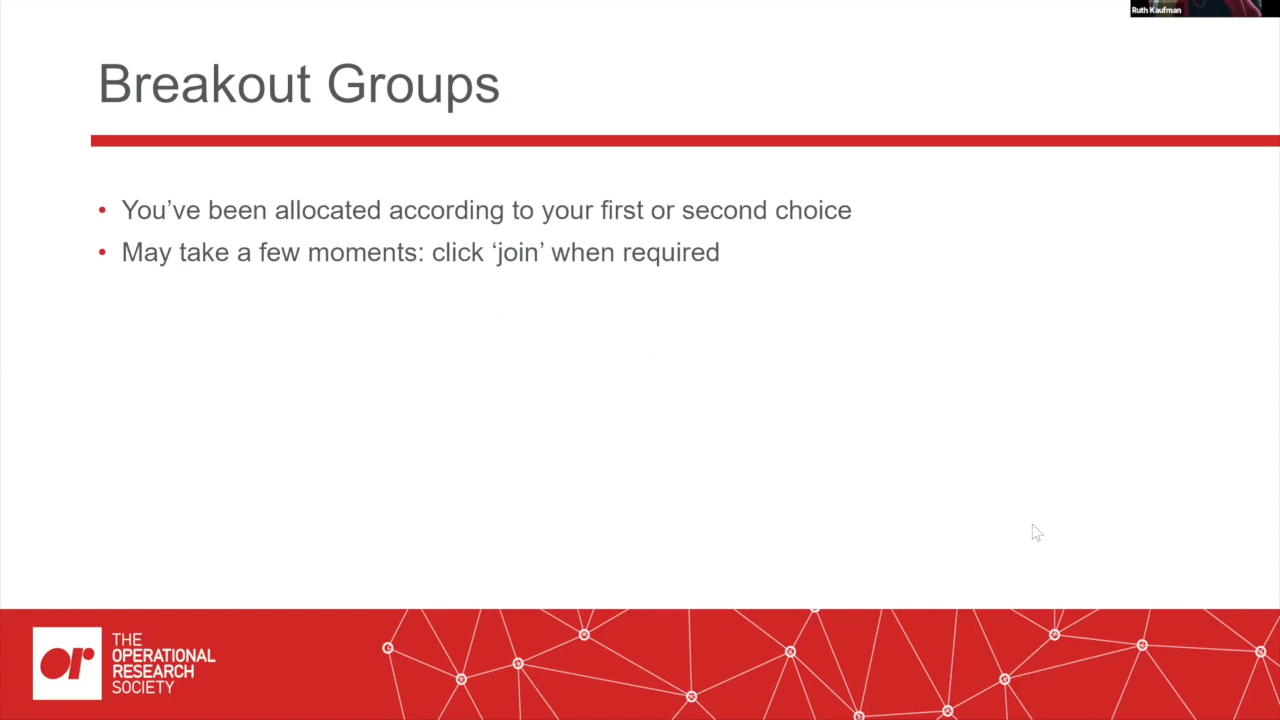 Ruth Kaufman
Breakout Groups
• You’ve been allocated according to your first or second choice
• May take a few moments: click ‘join’ when required
or
THE
OPERATIONAL
RESEARCH
SOCIETY